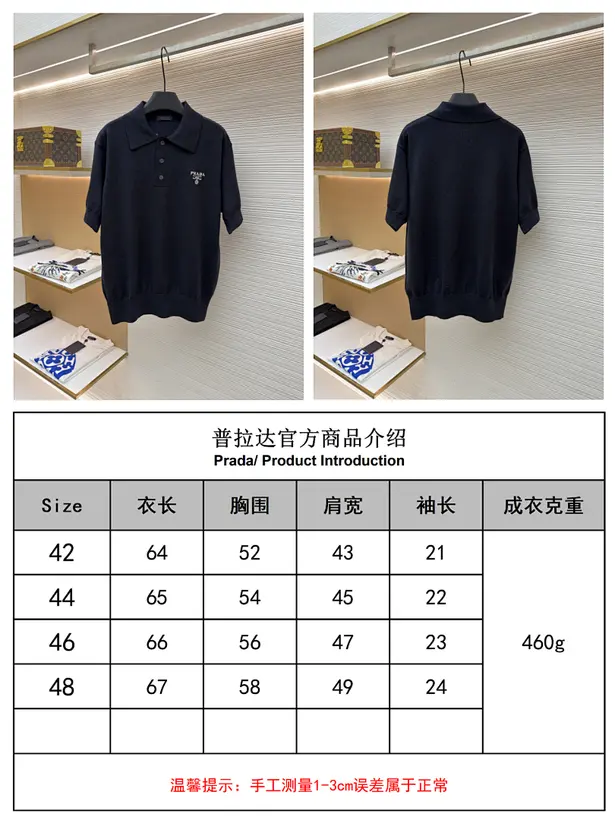 PRADA
普拉达官方商品介绍
Prada/ Product Introduction
Size 衣长 胸围 肩宽 袖长 成衣克重
42 64 52 43 21
44 65 54 45 22
46 66 56 47 23
460g
48 67 58 49 24
温馨提示: 手工测量1-3cm误差属于正常